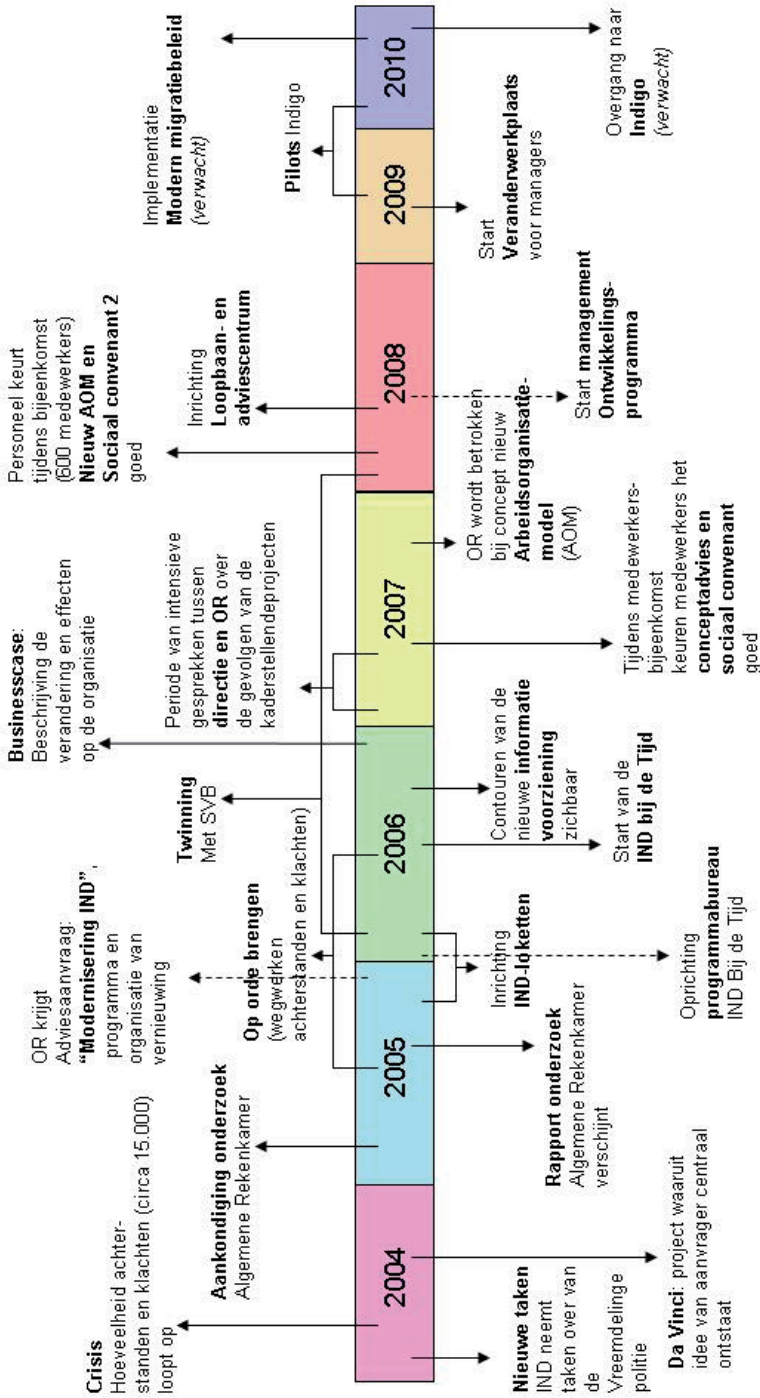 Crisis
Hoeveelheid achter-
standen en klachten (circa 15.000)
loopt op
Aankondiging onderzoek
Algemene Rekenkamer
OR krijgt
Adviesaanvraag:
“Modernisering IND”,
programma en
organisatie van
vernieuwing
Op orde brengen
(wegwerken
achterstanden en klachten)
Twinning
Met SVB
Businesscase:
Beschrijving de
verandering en effecten
op de organisatie
Periode van intensieve
gesprekken tussen
directie en OR over
de gevolgen van de
kaderstellendeprojecten
Personeel keurt
tijdens bijeenkomst
(600 medewerkers)
Nieuw AOM en
Sociaal convenant 2
goed
Inrichting
Loopbaan- en
adviescentrum
Implementatie
Modern migratiebeleid
(verwacht)
Pilots Indigo
2004
2005
2006
2007
2008
2009
2010
Nieuwe taken
IND neemt
taken over van
de
Vreemdelinge
politie
Da Vinci: project waaruit
idee van aanvrager centraal
ontstaat
Rapport onderzoek
Algemene Rekenkamer
verschijnt
Inrichting
IND-loketten
Oprichting
programmabureau
IND Bij de Tijd
Contouren van de
nieuwe informatie
voorziening
zichbaar
Start van de
IND bij de Tijd
Tijdens medewerkers-
bijeenkomst
keuren medewerkers het
conceptadvies en
sociaal convenant
goed
OR wordt betrokken
bij concept nieuw
Arbeidsorganisatie-
model
(AOM)
Start management
Ontwikkelings-
programma
Start
Veranderwerkplaats
voor managers
Overgang naar
Indigo
(verwacht)